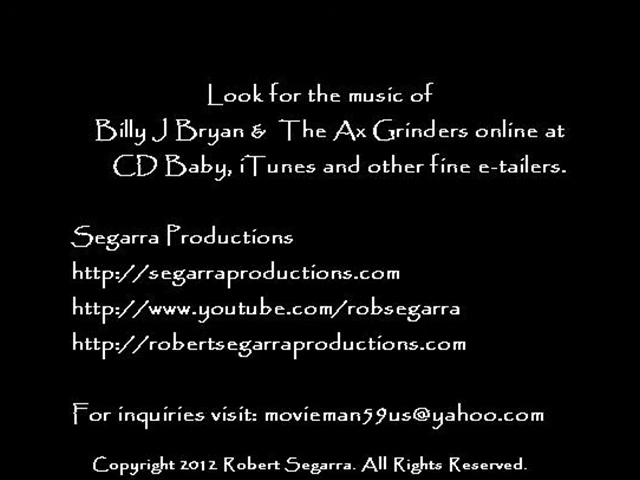 Look for the music of
Billy J Bryan & The Ax Grinders online at
CD Baby, iTunes and other fine e-tailers.
Segarra Productions
http://segarraproductions.com
http://www.youtube.com/robsegarra
http://robertsegarraproductions.com
For inquiries visit: movieman59us@yahoo.com
Copyright 2012 Robert Segarra. All Rights Reserved.